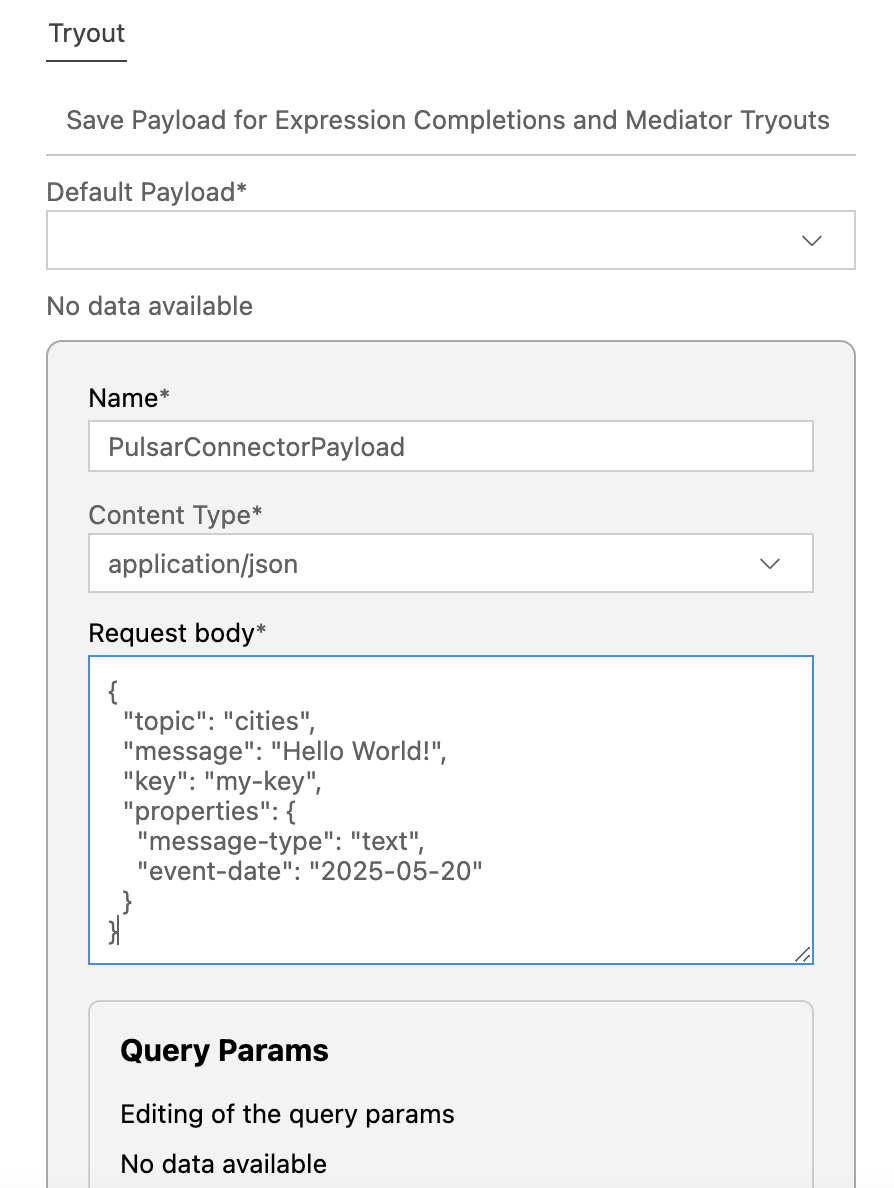 Tryout
Save Payload for Expression Completions and Mediator Tryouts
Default Payload*
No data available
Name*
PulsarConnectorPayload
Content Type*
application/json
Request body*
{
  "topic": "cities",
  "message": "Hello World!",
  "key": "my-key",
  "properties": {
    "message-type": "text",
    "event-date": "2025-05-20"
  }
}
Query Params
Editing of the query params
No data available